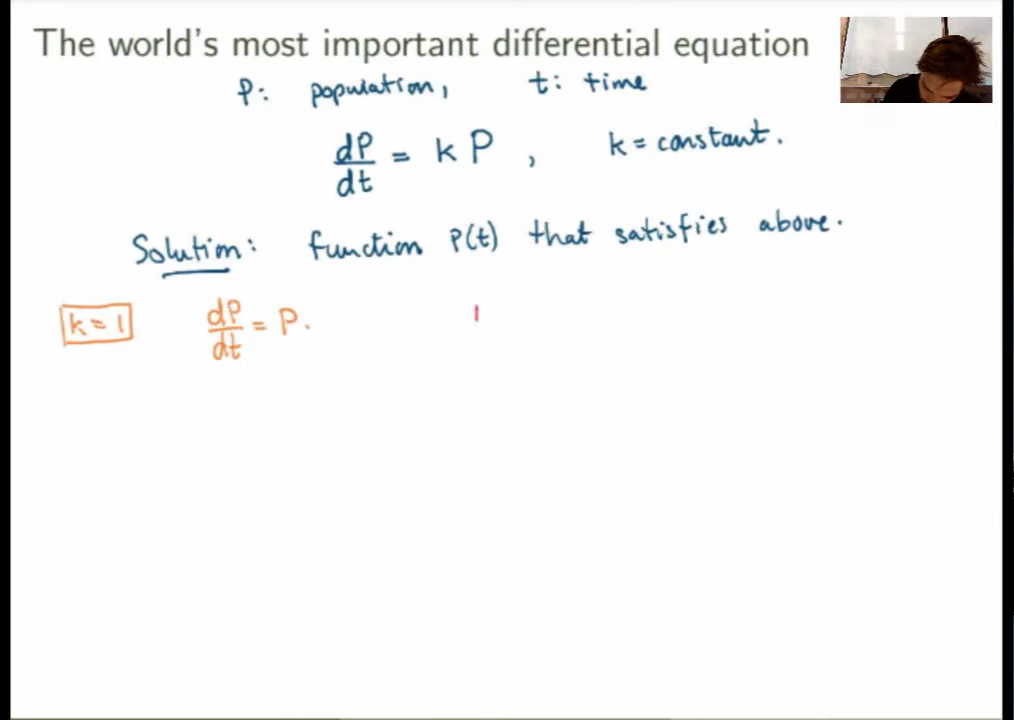 The world's most important differential equation
P: population, t: time
dP/dt = k P, k = constant.
Solution: function P(t) that satisfies above.
k = 1 dP/dt = P.